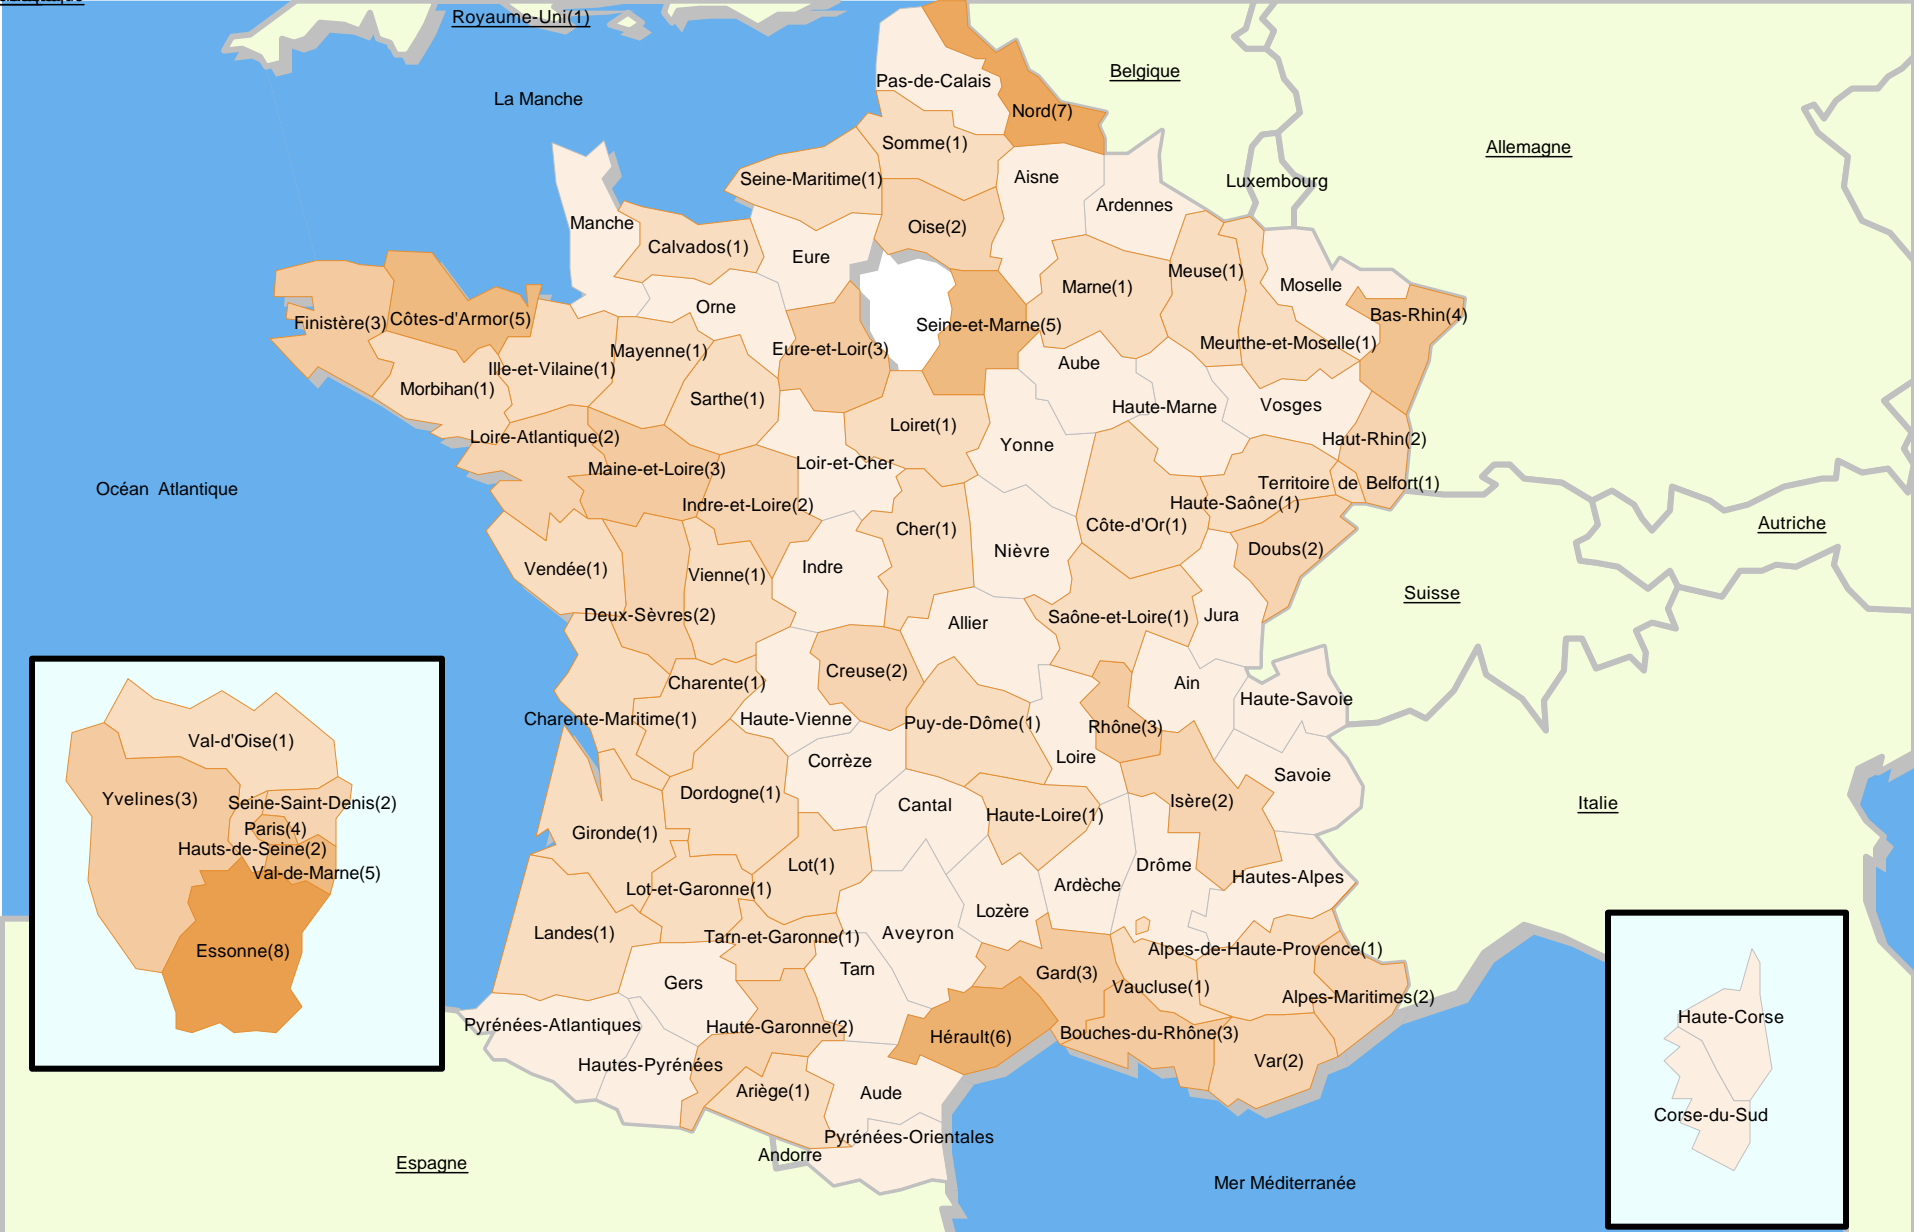 Royaume-Uni(1)
Belgique
La Manche
Pas-de-Calais
Nord(7)
Somme(1)
Allemagne
Seine-Maritime(1)
Aisne
Luxembourg
Ardennes
Manche
Oise(2)
Calvados(1)
Eure
Meuse(1)
Marne(1)
Moselle
Orne
Finistère(3)
Côtes-d'Armor(5)
Seine-et-Marne(5)
Bas-Rhin(4)
Mayenne(1)
Eure-et-Loir(3)
Meurthe-et-Moselle(1)
Ille-et-Vilaine(1)
Aube
Morbihan(1)
Sarthe(1)
Haute-Marne
Vosges
Loiret(1)
Loire-Atlantique(2)
Yonne
Haut-Rhin(2)
Maine-et-Loire(3)
Loir-et-Cher
Océan Atlantique
Territoire de Belfort(1)
Indre-et-Loire(2)
Haute-Saône(1)
Cher(1)
Côte-d'Or(1)
Autriche
Nièvre
Doubs(2)
Vendée(1)
Vienne(1)
Indre
Suisse
Deux-Sèvres(2)
Allier
Saône-et-Loire(1)
Jura
Creuse(2)
Charente(1)
Ain
Haute-Savoie
Charente-Maritime(1)
Haute-Vienne
Puy-de-Dôme(1)
Rhône(3)
Val-d'Oise(1)
Corrèze
Loire
Savoie
Yvelines(3)
Seine-Saint-Denis(2)
Dordogne(1)
Cantal
Haute-Loire(1)
Isère(2)
Italie
Paris(4)
Gironde(1)
Hauts-de-Seine(2)
Val-de-Marne(5)
Lot(1)
Drôme
Lot-et-Garonne(1)
Ardèche
Hautes-Alpes
Lozère
Landes(1)
Tarn-et-Garonne(1)
Aveyron
Essonne(8)
Alpes-de-Haute-Provence(1)
Tarn
Gard(3)
Gers
Vaucluse(1)
Alpes-Maritimes(2)
Haute-Corse
Pyrénées-Atlantiques
Haute-Garonne(2)
Hérault(6)
Bouches-du-Rhône(3)
Hautes-Pyrénées
Var(2)
Ariège(1)
Aude
Corse-du-Sud
Pyrénées-Orientales
Andorre
Espagne
Mer Méditerranée